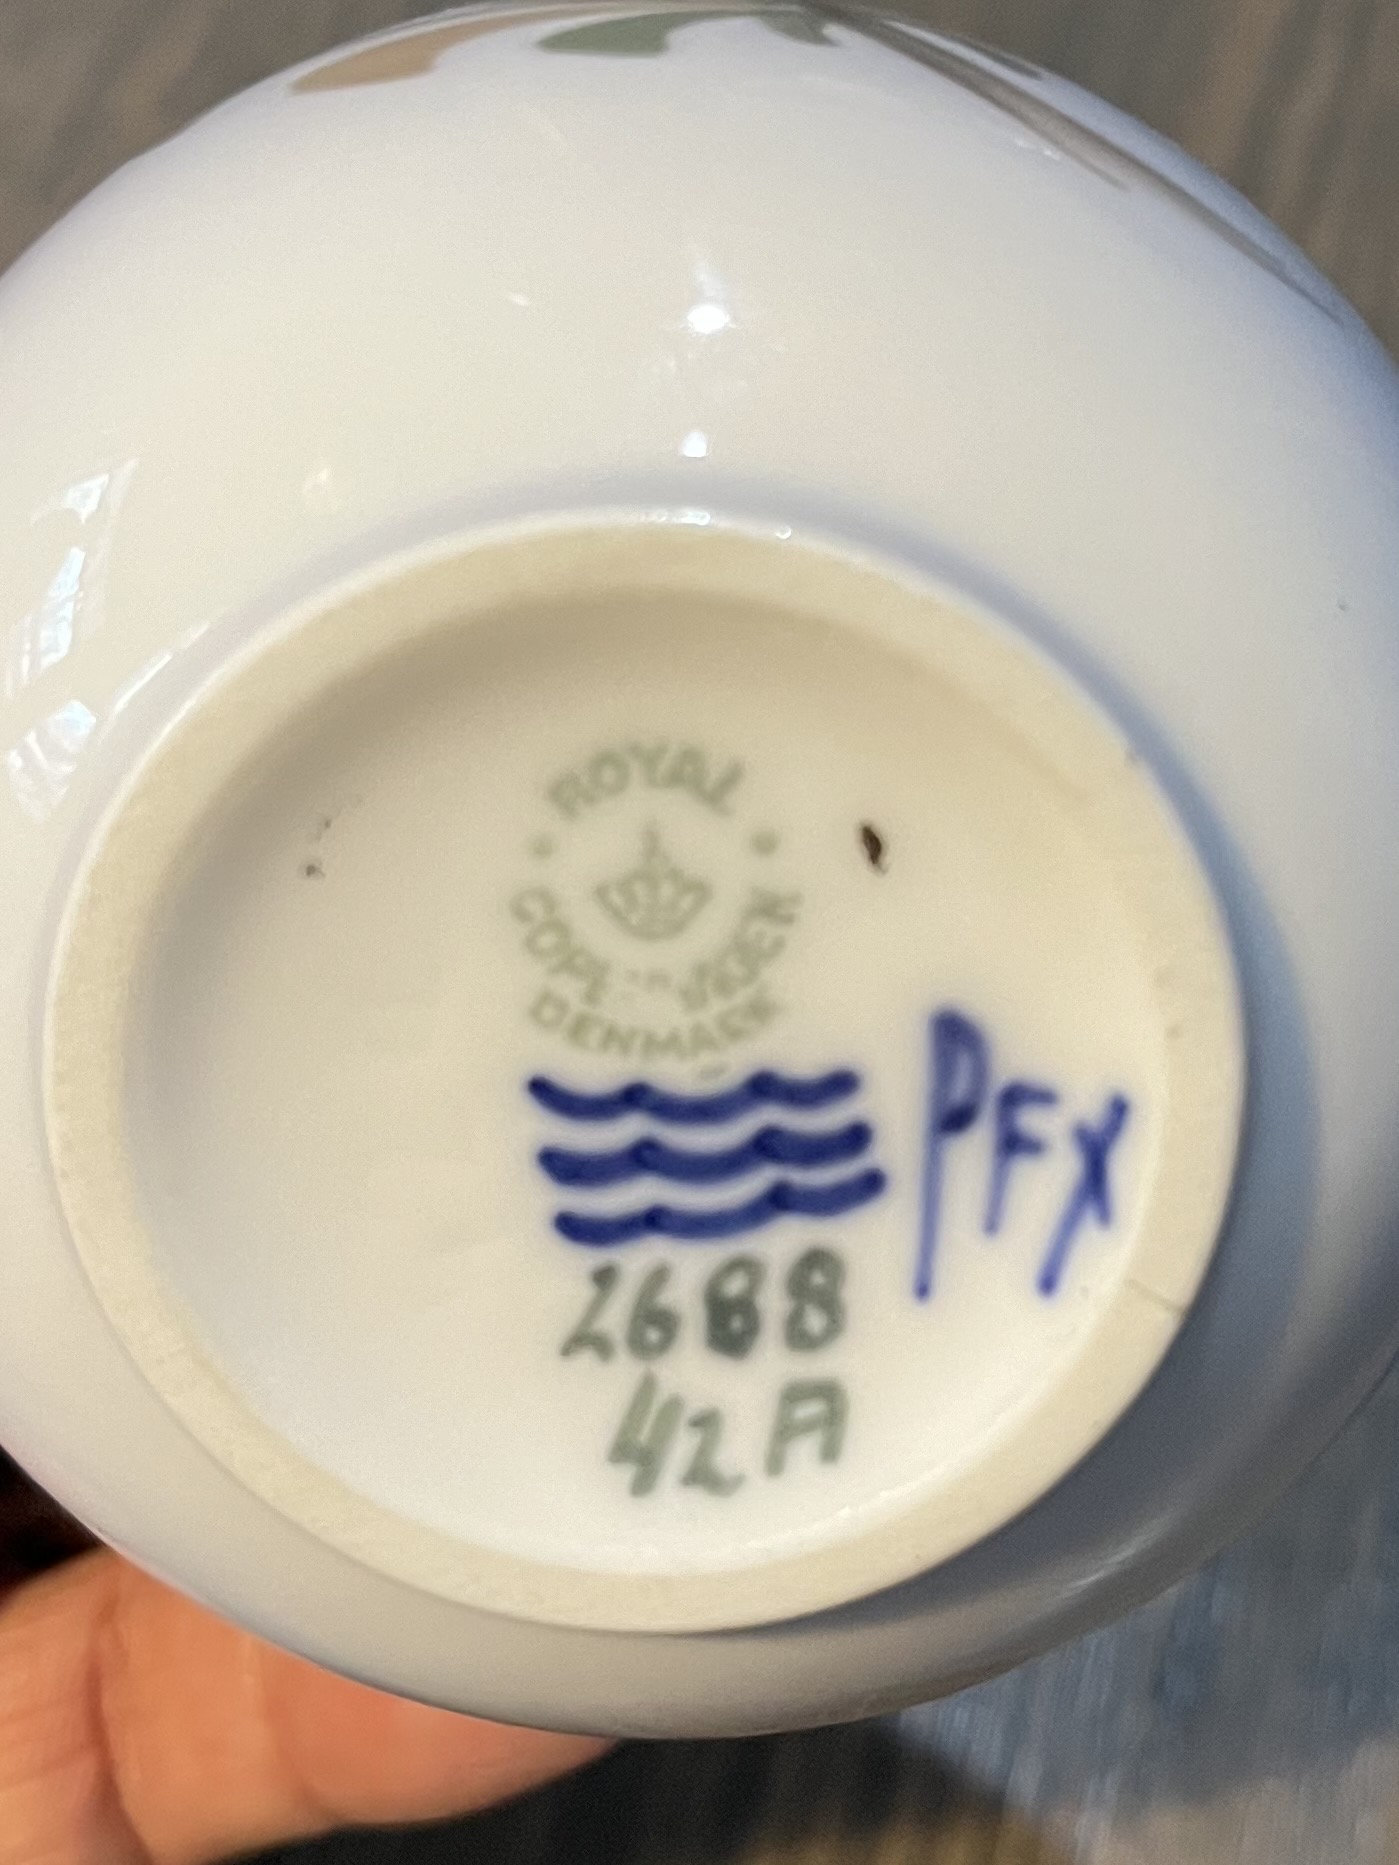 ROYAL
COPENHAGEN
DENMARK
PFX
2688
42A